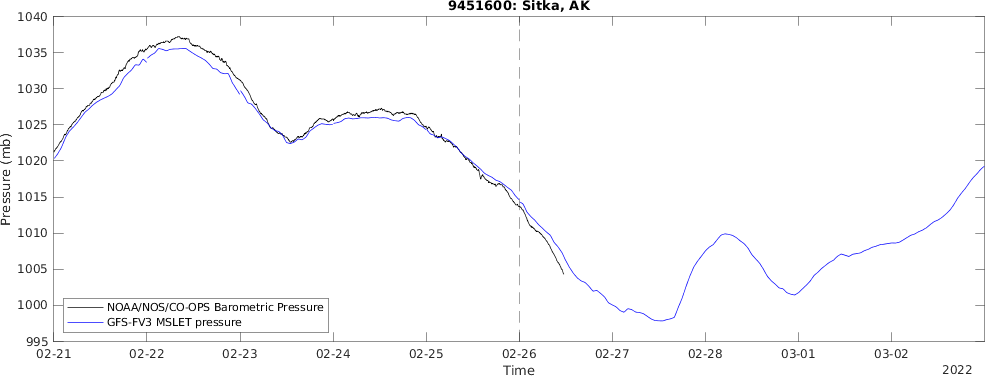 9451600: Sitka, AK
Pressure (mb)
1040
1035
1030
1025
1020
1015
1010
1005
1000
995
NOAA/NOS/CO-OPS Barometric Pressure
GFS-FV3 MSLET pressure
02-21 02-22 02-23 02-24 02-25 02-26 02-27 02-28 03-01 03-02
Time
2022